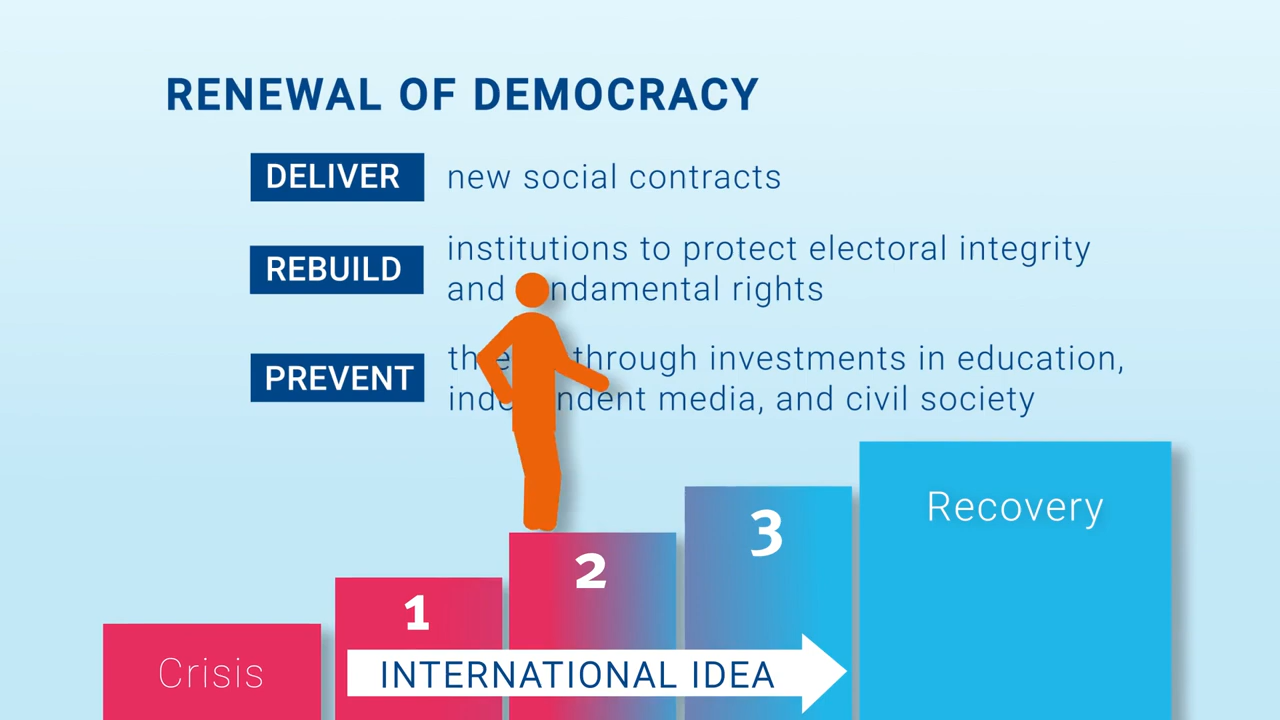 RENEWAL OF DEMOCRACY
DELIVER new social contracts
REBUILD institutions to protect electoral integrity
and ndamental rights
PREVENT through investments in education,
media, and civil society
3
Recovery
2
1
Crisis
INTERNATIONAL IDEA